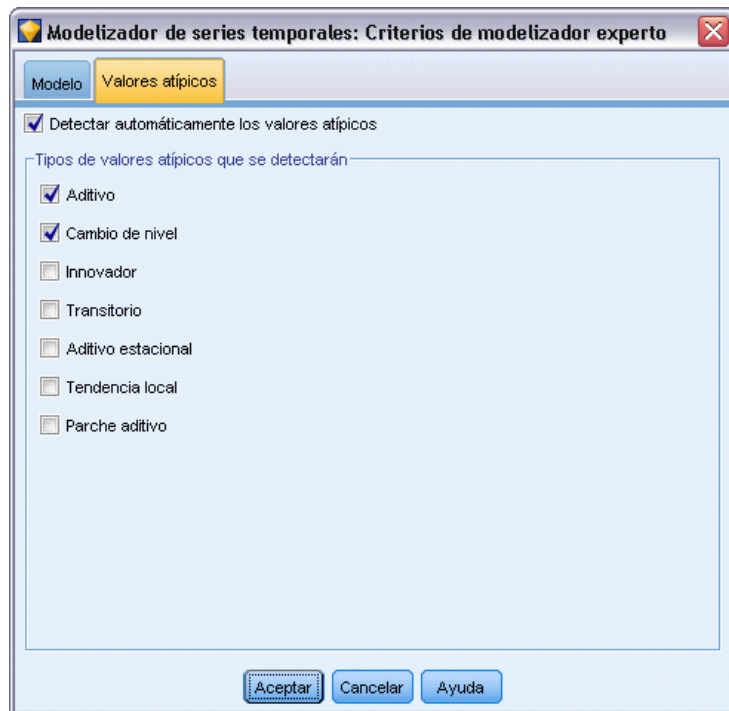 Modelizador de series temporales: Criterios de modelizador experto
Modelo
Valores atípicos
Detectar automáticamente los valores atípicos
Tipos de valores atípicos que se detectarán
Aditivo
Cambio de nivel
Innovador
Transitorio
Aditivo estacional
Tendencia local
Parche aditivo
Aceptar
Cancelar
Ayuda